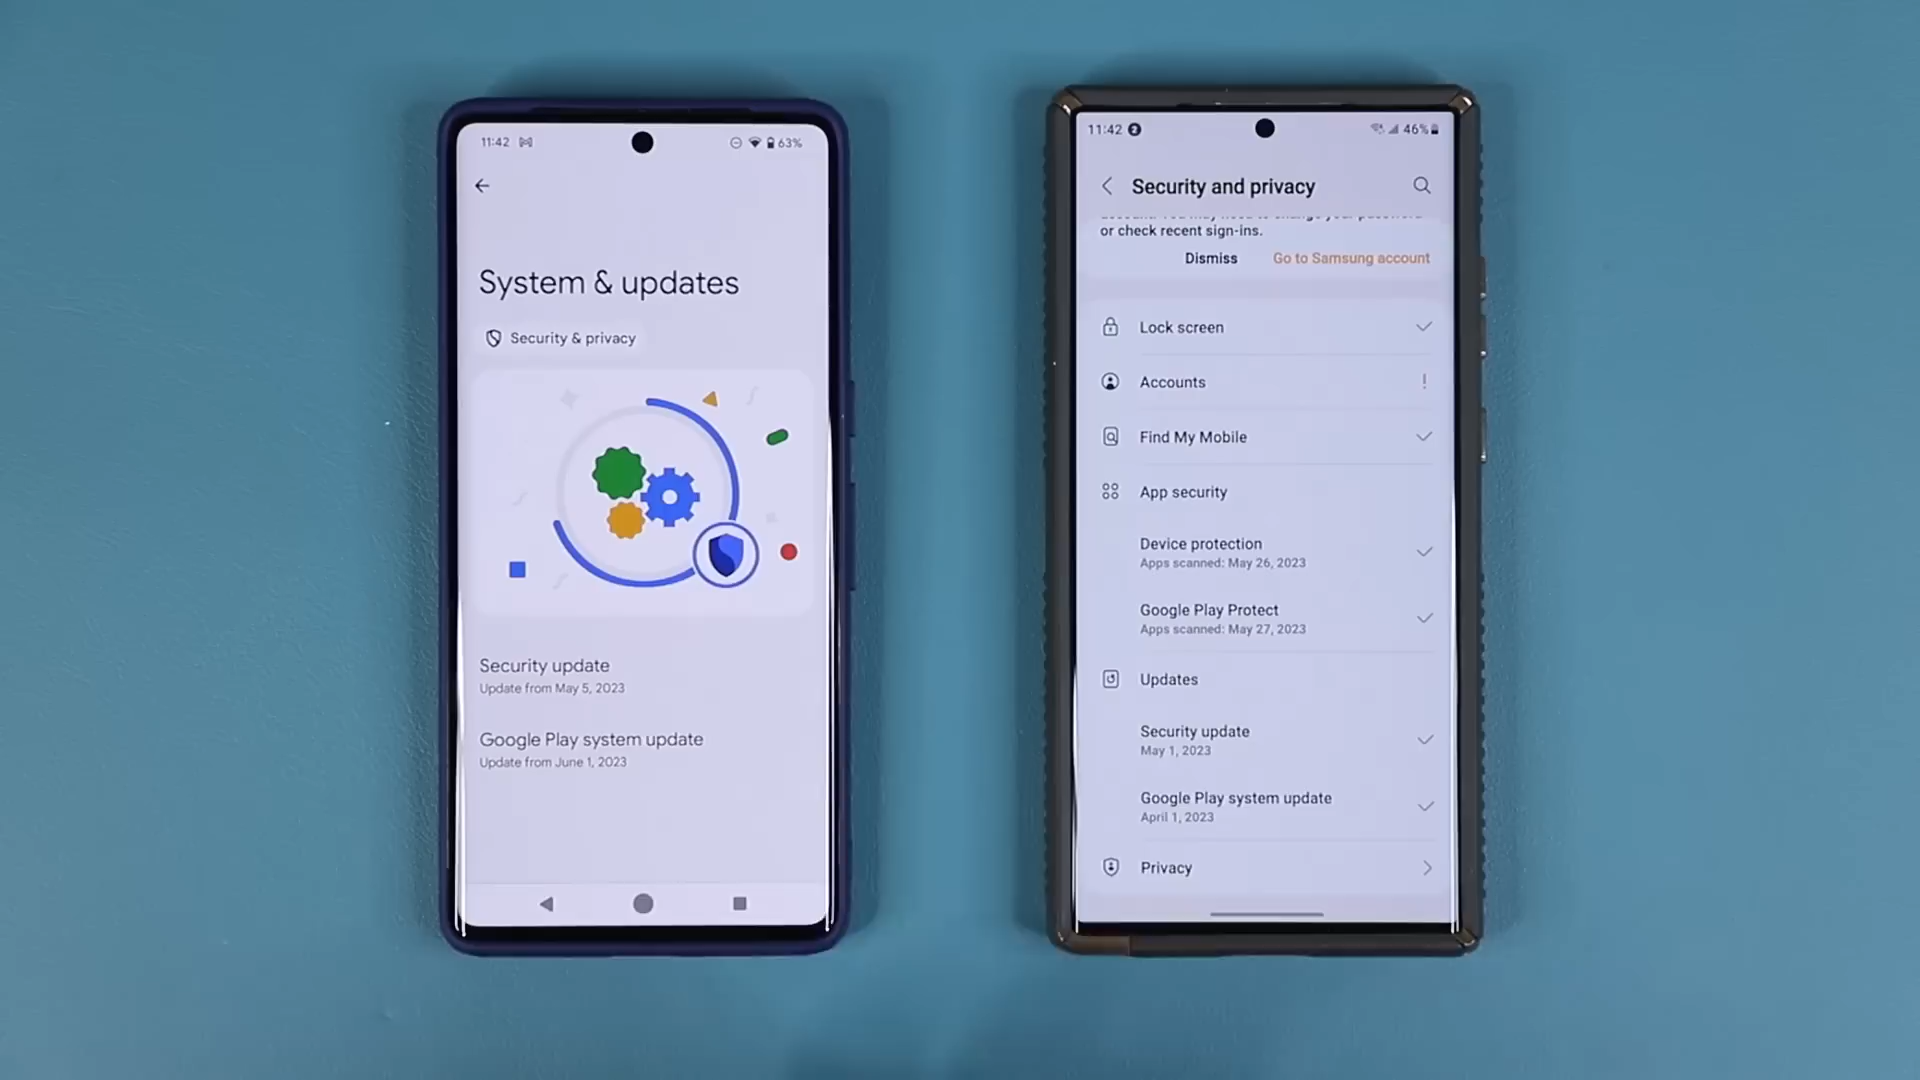 11:42
63%
System & updates
Security & privacy
Security update
Update from May 5, 2023
Google Play system update
Update from June 1, 2023
11:42 2
46%
Security and privacy
or check recent sign-ins.
Dismiss Go to Samsung account
Lock screen
Accounts
Find My Mobile
App security
Device protection
Apps scanned: May 26, 2023
Google Play Protect
Apps scanned: May 27, 2023
Updates
Security update
May 1, 2023
Google Play system update
April 1, 2023
Privacy